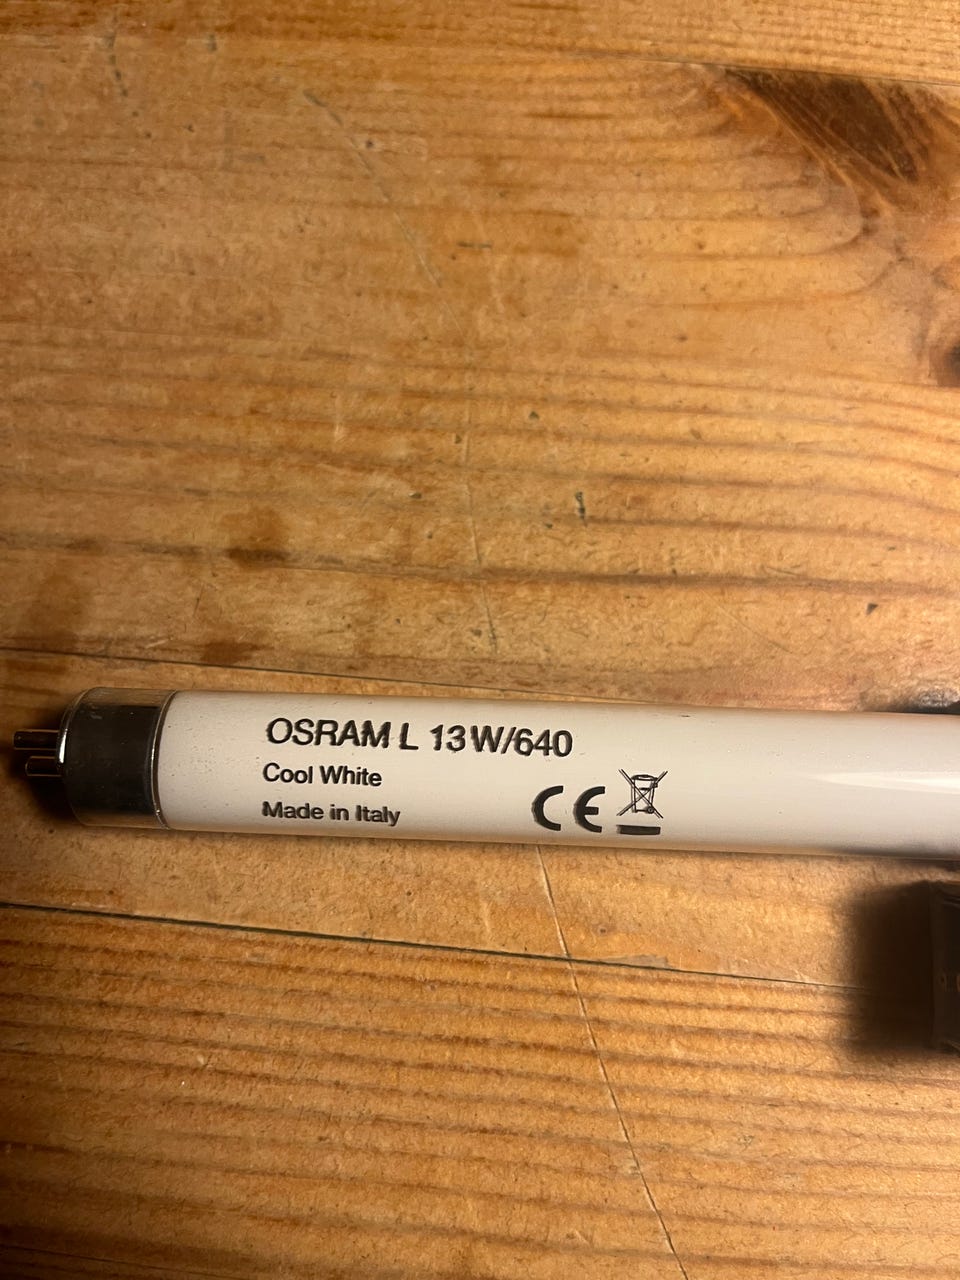 OSRAM L 13W/640
Cool White
Made in Italy
CE